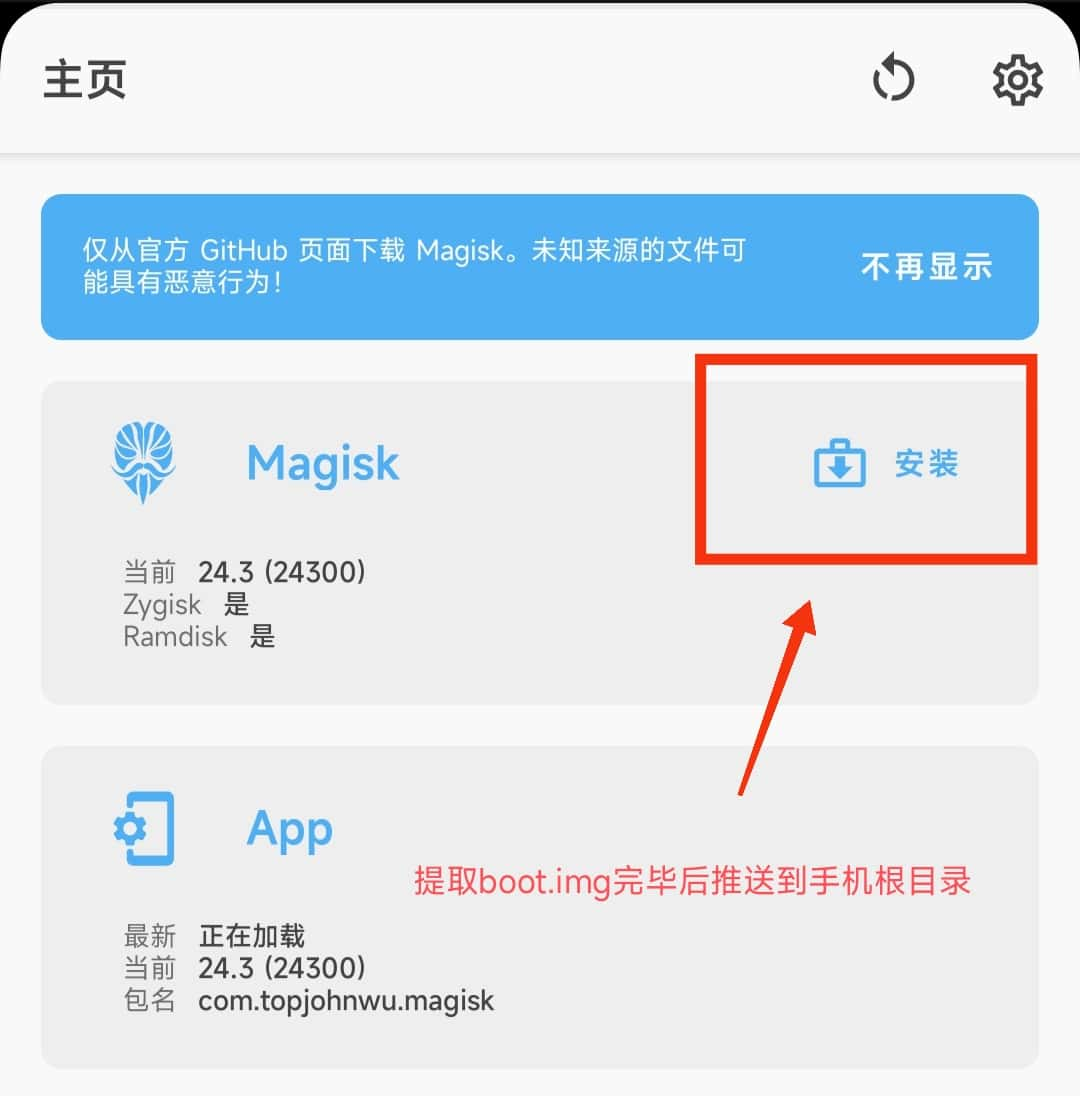 主页
仅从官方 GitHub 页面下载 Magisk。未知来源的文件可
能具有恶意行为！
不再显示
Magisk
安装
当前 24.3 (24300)
Zygisk 是
Ramdisk 是
App
提取boot.img完毕后推送到手机根目录
最新 正在加载
当前 24.3 (24300)
包名 com.topjohnwu.magisk